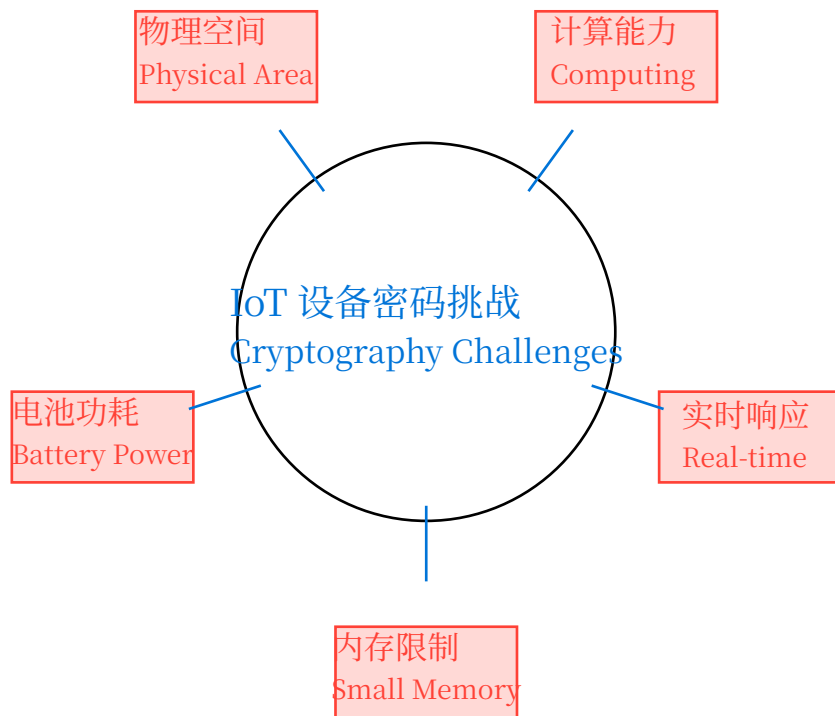 物理空间
Physical Area
计算能力
Computing
IoT 设备密码挑战
Cryptography Challenges
电池功耗
Battery Power
实时响应
Real-time
内存限制
Small Memory